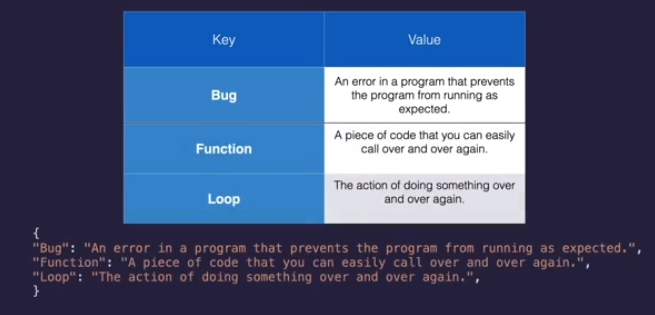 Key Value
Bug An error in a program that prevents
the program from running as
expected.
Function A piece of code that you can easily
call over and over again.
Loop The action of doing something over
and over again.
{
"Bug": "An error in a program that prevents the program from running as expected.",
"Function": "A piece of code that you can easily call over and over again.",
"Loop": "The action of doing something over and over again.",
}